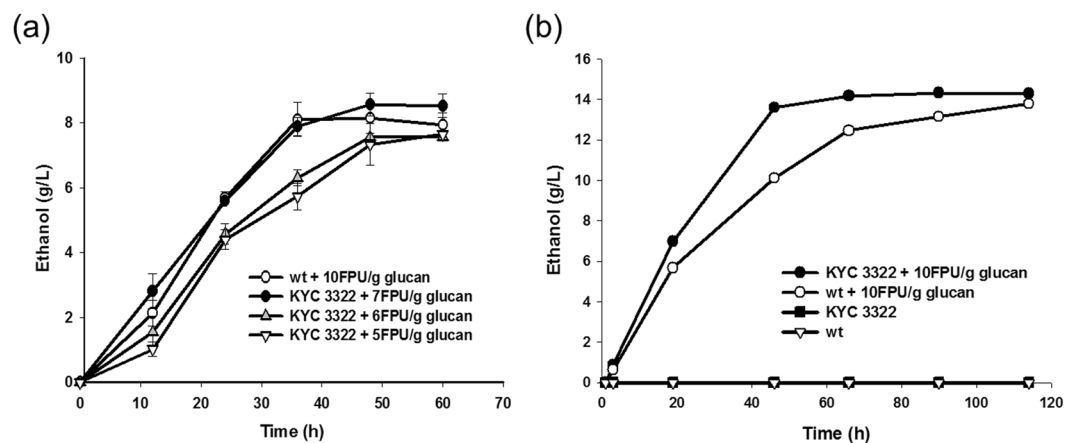 (a)
10
8
6
4
2
0
Ethanol (g/L)
0 10 20 30 40 50 60 70
Time (h)
wt + 10FPU/g glucan
KYC 3322 + 7FPU/g glucan
KYC 3322 + 6FPU/g glucan
KYC 3322 + 5FPU/g glucan
(b)
16
14
12
10
8
6
4
2
0
Ethanol (g/L)
0 20 40 60 80 100 120
Time (h)
KYC 3322 + 10FPU/g glucan
wt + 10FPU/g glucan
KYC 3322
wt